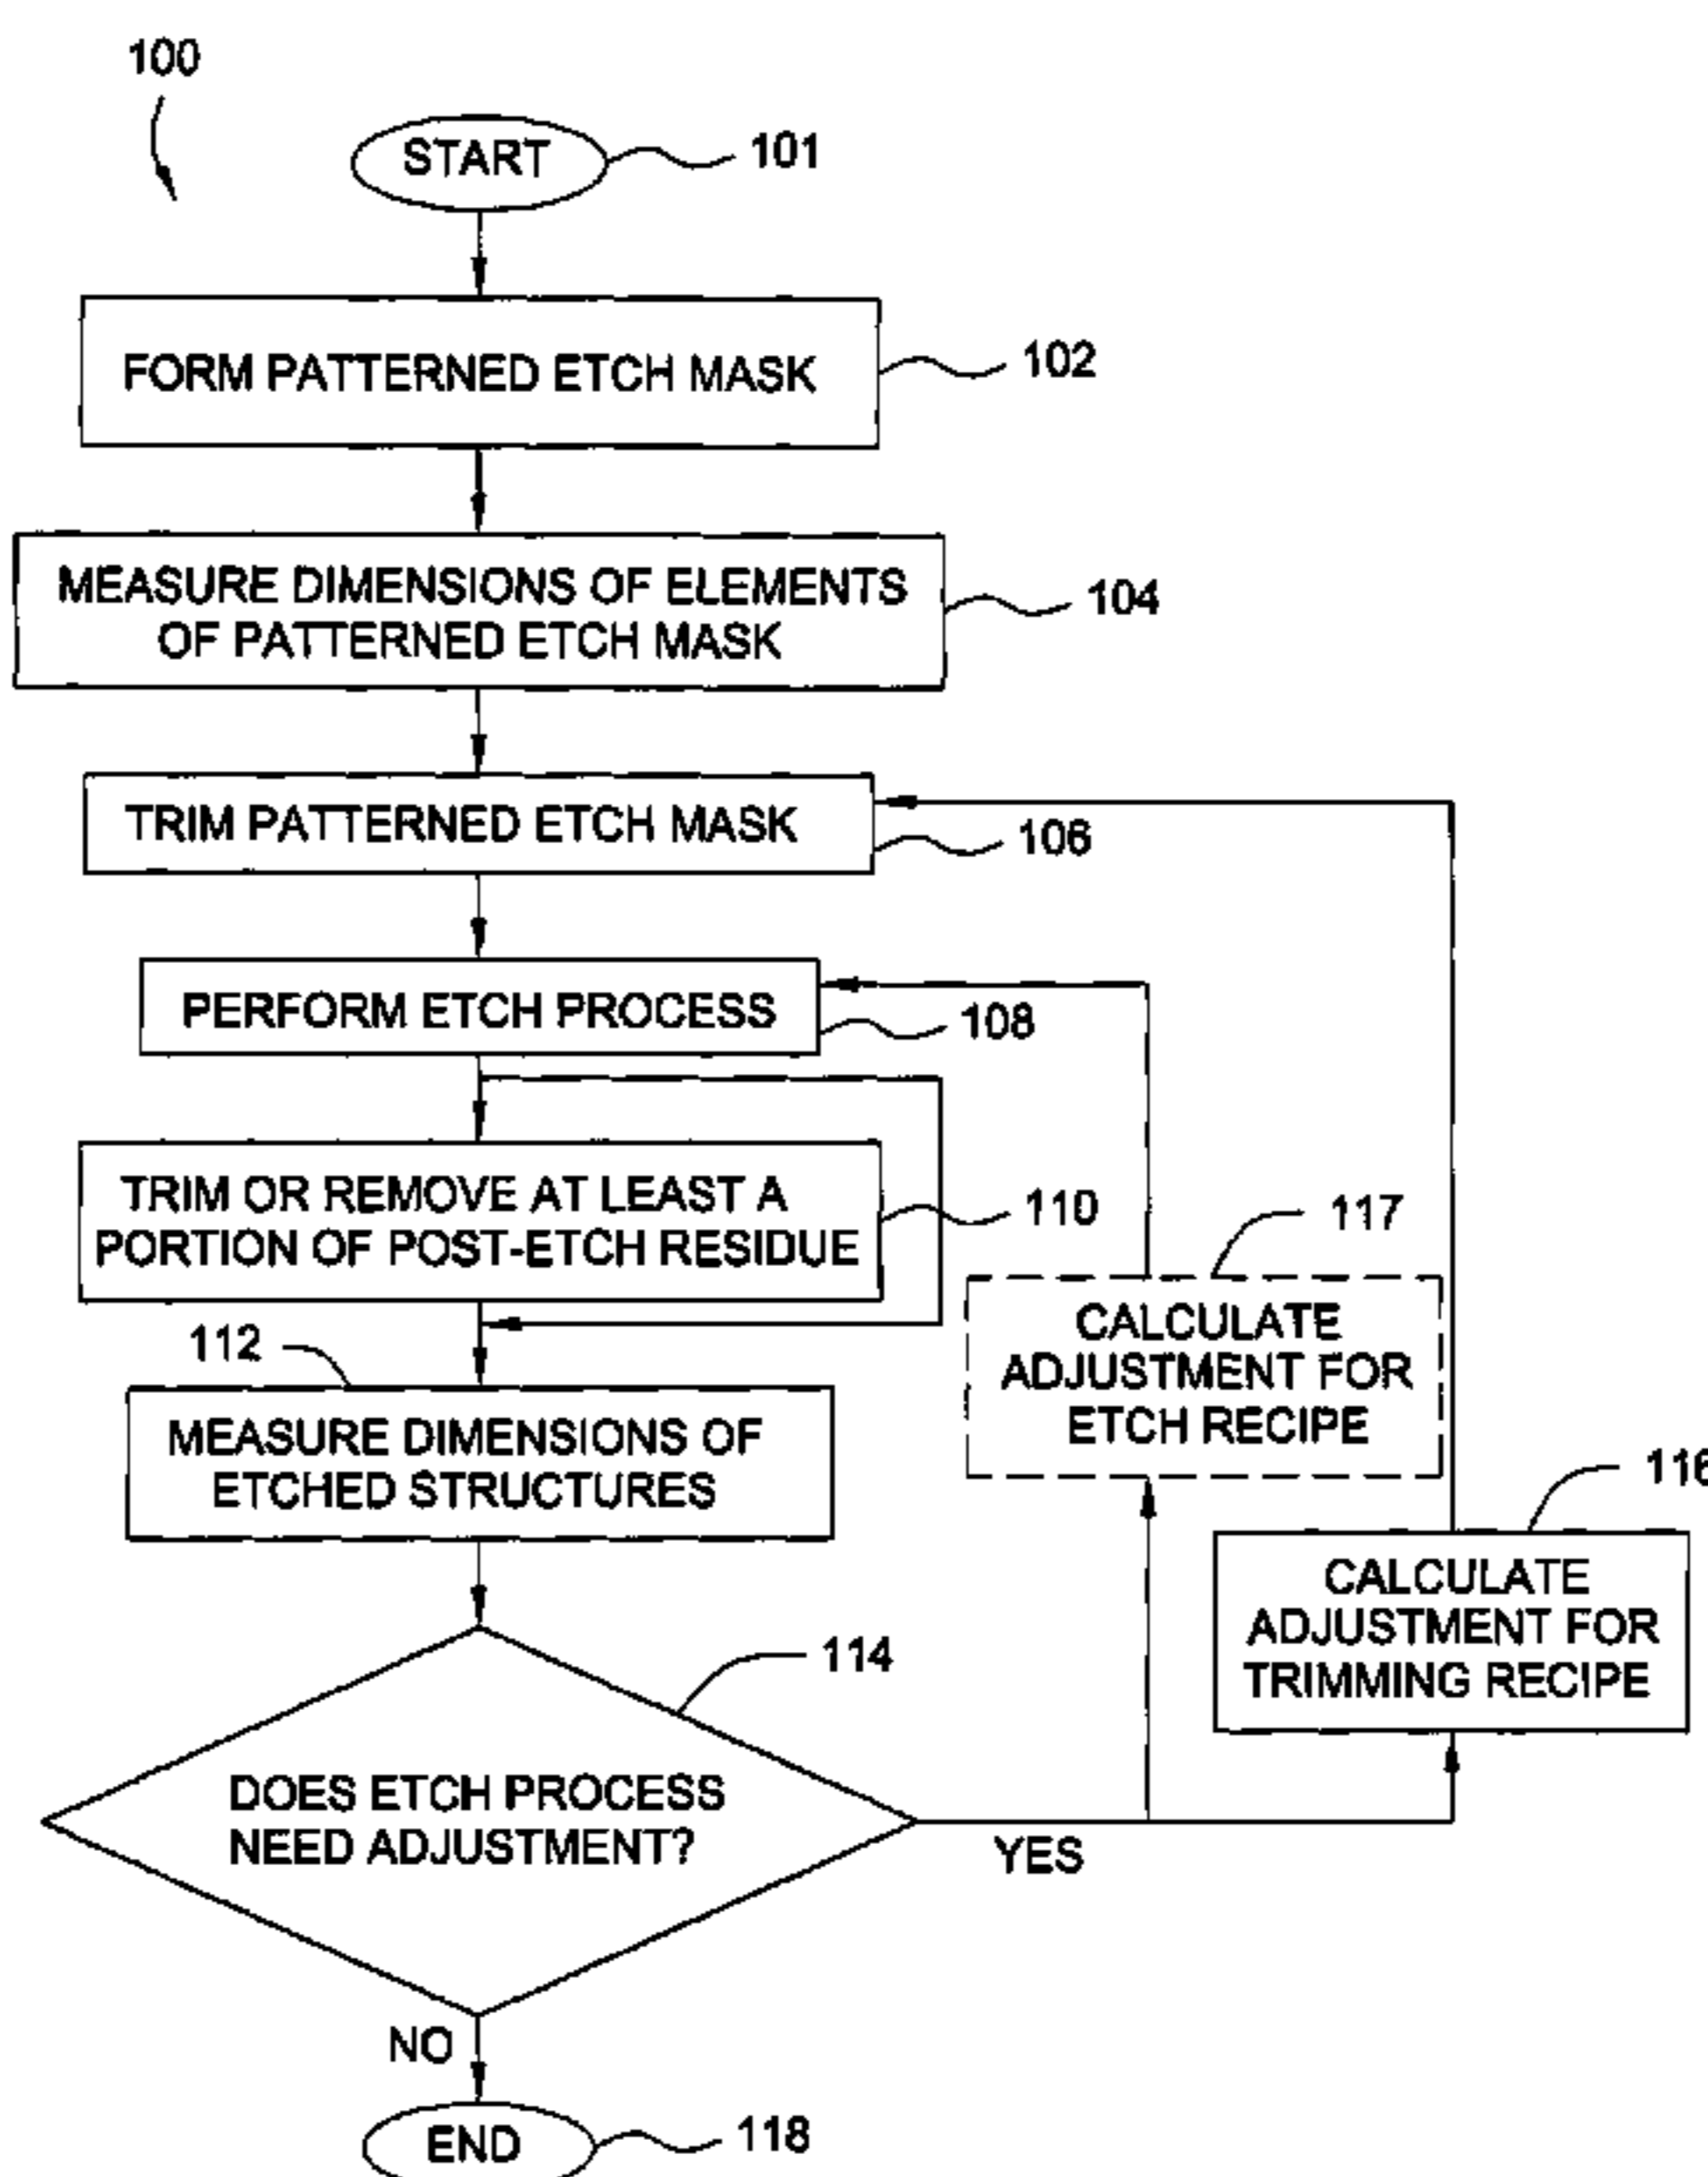 100
START
101
FORM PATTERNED ETCH MASK
102
MEASURE DIMENSIONS OF ELEMENTS
OF PATTERNED ETCH MASK
104
TRIM PATTERNED ETCH MASK
106
PERFORM ETCH PROCESS
108
TRIM OR REMOVE AT LEAST A
PORTION OF POST-ETCH RESIDUE
110
117
CALCULATE
ADJUSTMENT FOR
ETCH RECIPE
112
MEASURE DIMENSIONS OF
ETCHED STRUCTURES
116
CALCULATE
ADJUSTMENT FOR
TRIMMING RECIPE
114
DOES ETCH PROCESS
NEED ADJUSTMENT?
YES
NO
END
118